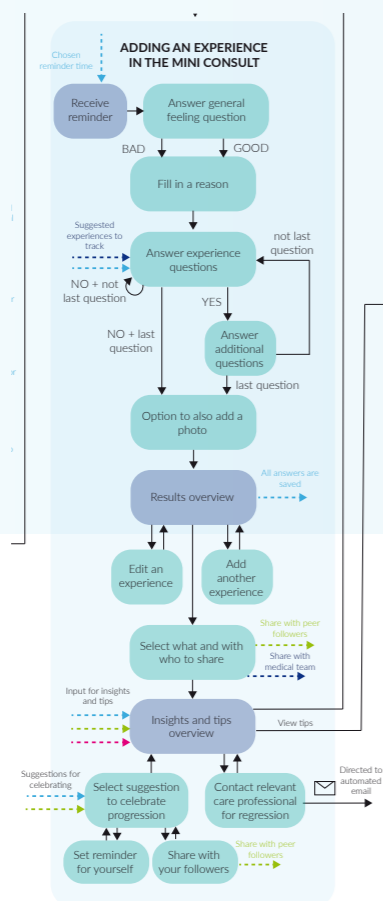 ADDING AN EXPERIENCE
IN THE MINI CONSULT
Chosen
reminder time
Receive
reminder
Answer general
feeling question
BAD
GOOD
Fill in a reason
Suggested
experiences to
track
Answer experience
questions
not last
question
NO + not
last question
YES
NO + last
question
Answer
additional
questions
last question
Option to also add a
photo
Results overview
All answers are
saved
Edit an
experience
Add
another
experience
Select what and with
who to share
Share with peer
followers
Share with
medical team
Input for insights
and tips
Insights and tips
overview
View tips
Suggestions for
celebrating
Select suggestion
to celebrate
progression
Contact relevant
care professional
for regression
Directed to
automated
email
Set reminder
for yourself
Share with
your followers
Share with peer
followers